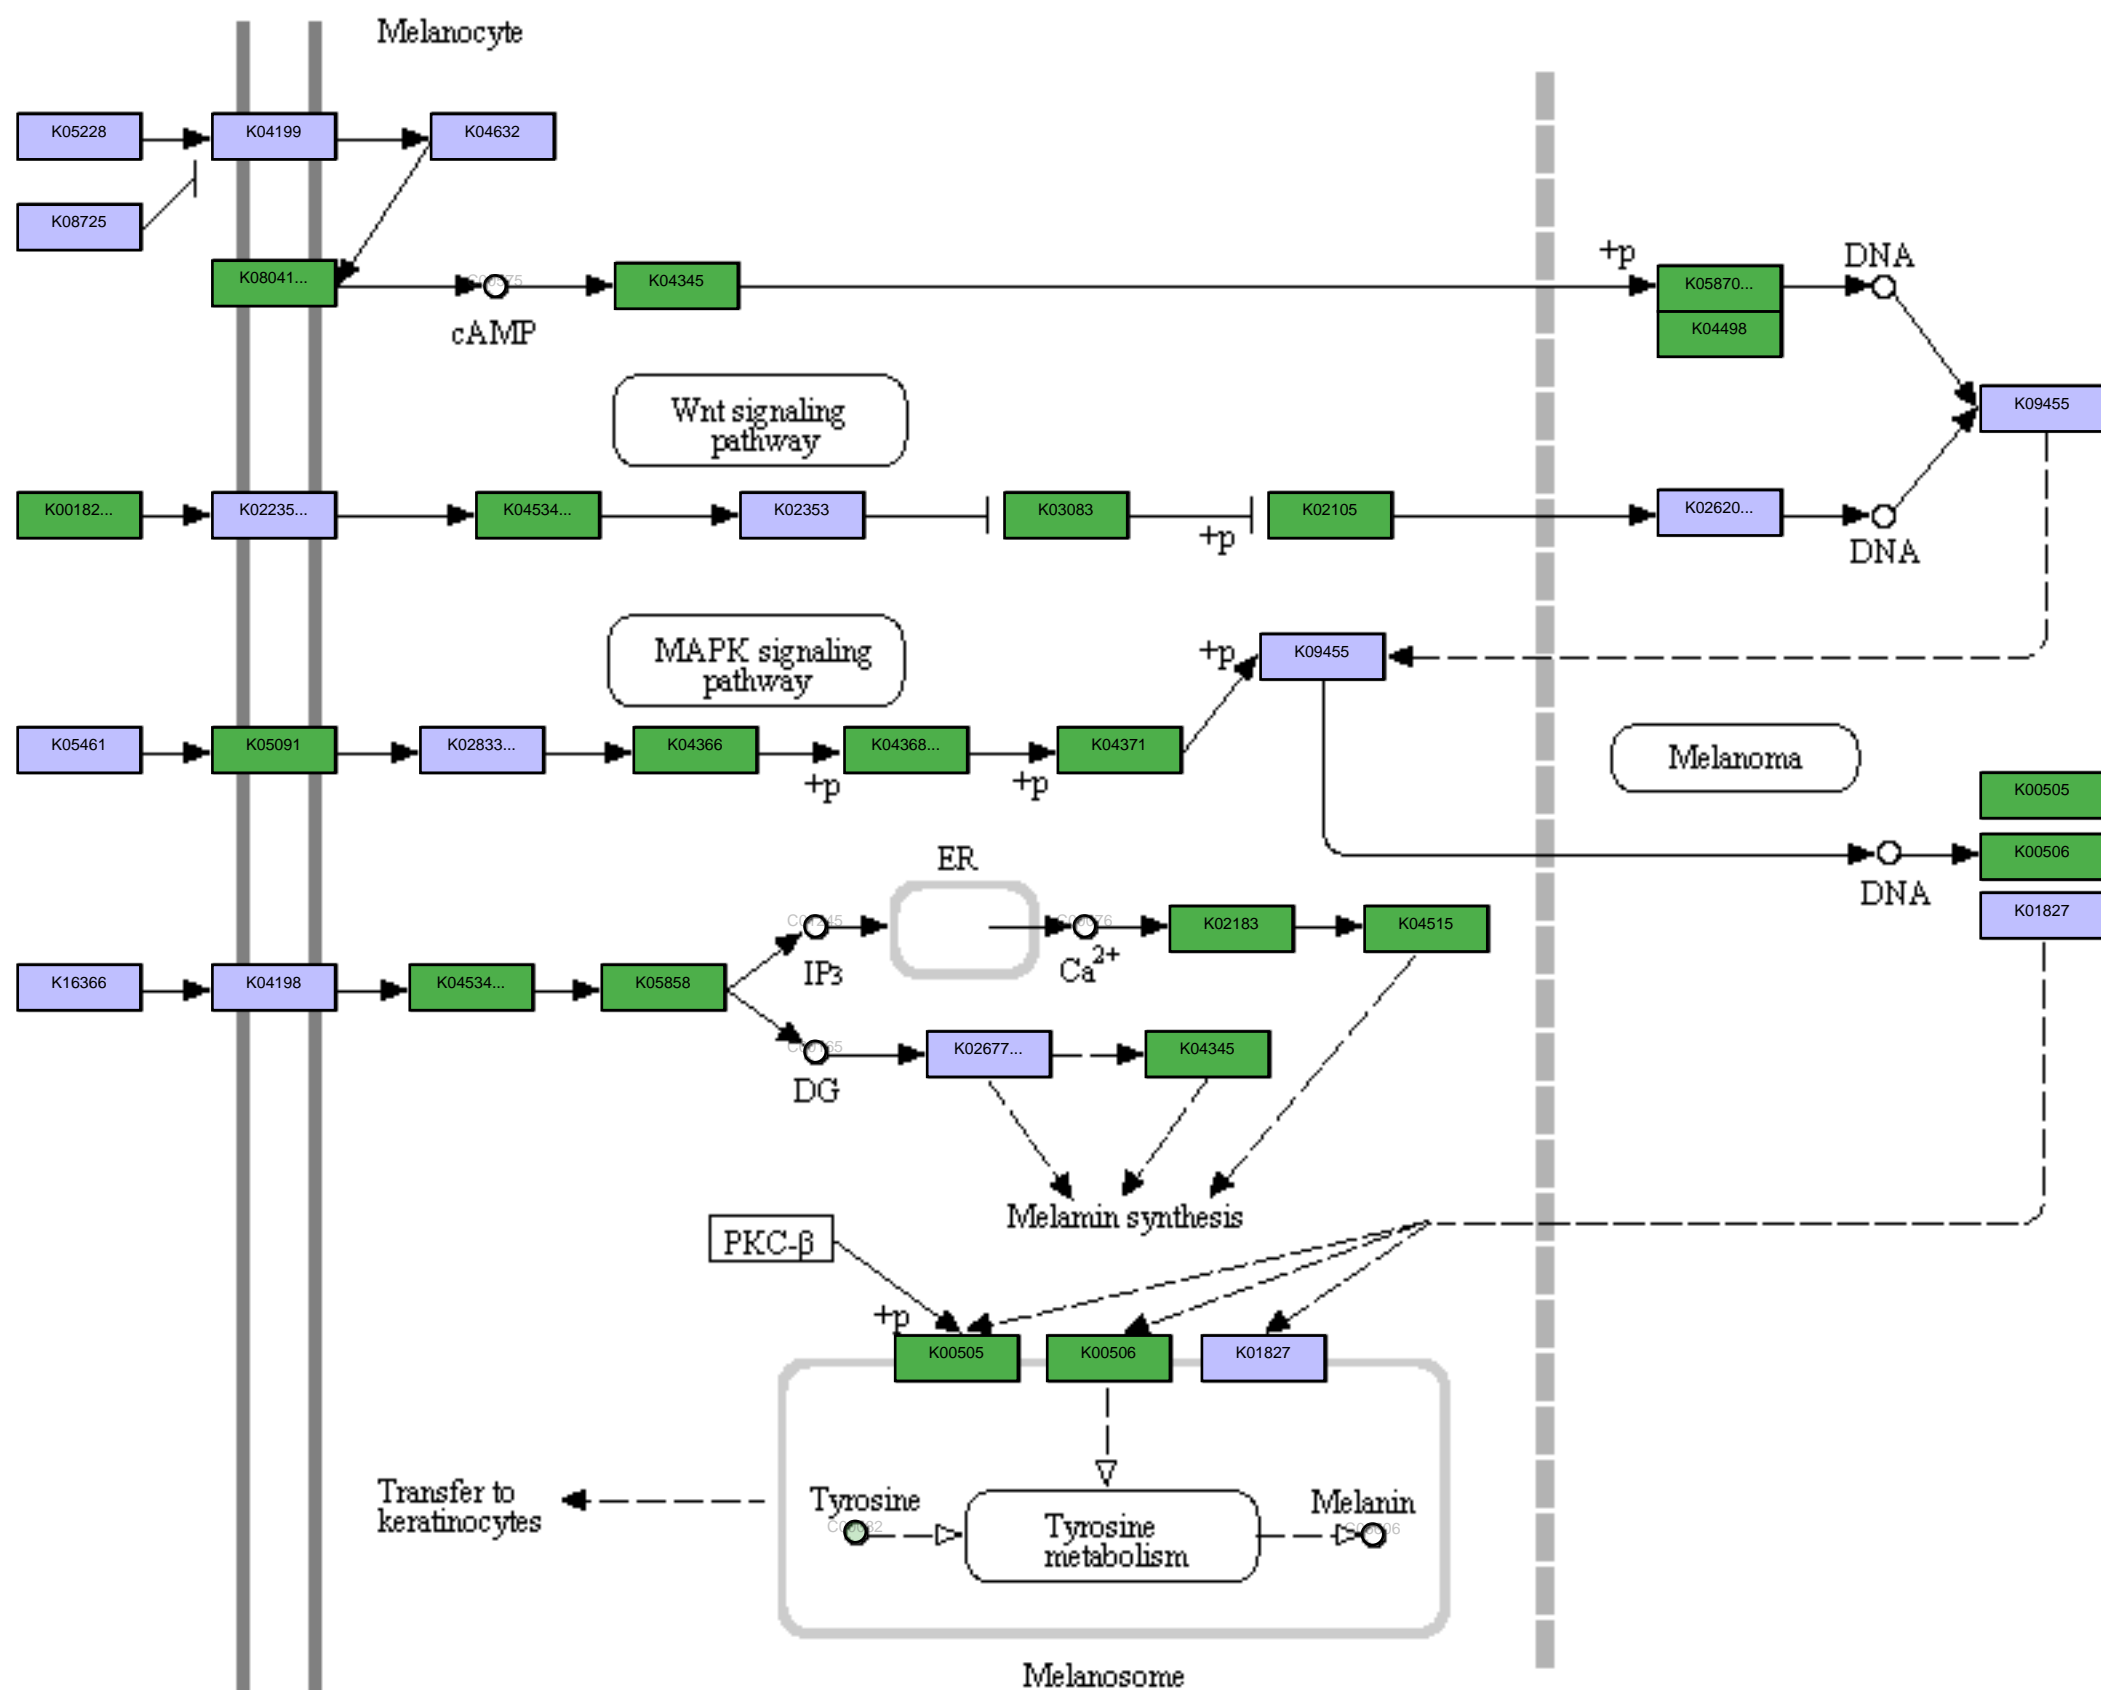 Melanocyte
K05228
K04199
K04632
K08725
K08041...
cAMP
K04345
+p
K05870...
K04498
DNA
K09455
Wnt signaling
pathway
K00182...
K02235...
K04534...
K02353
K03083
+p
K02105
K02620...
DNA
MAPK signaling
pathway
+p
K09455
K05461
K05091
K02833...
K04366
+p
K04368...
+p
K04371
Melanoma
K00505
K00506
K01827
DNA
ER
IP3
Ca2+
K02183
K04515
K16366
K04198
K04534...
K05858
DG
K02677...
K04345
Melamin synthesis
PKC-β
+p
K00505
K00506
K01827
Transfer to
keratinocytes
Tyrosine
Tyrosine
metabolism
Melanin
Melanosome